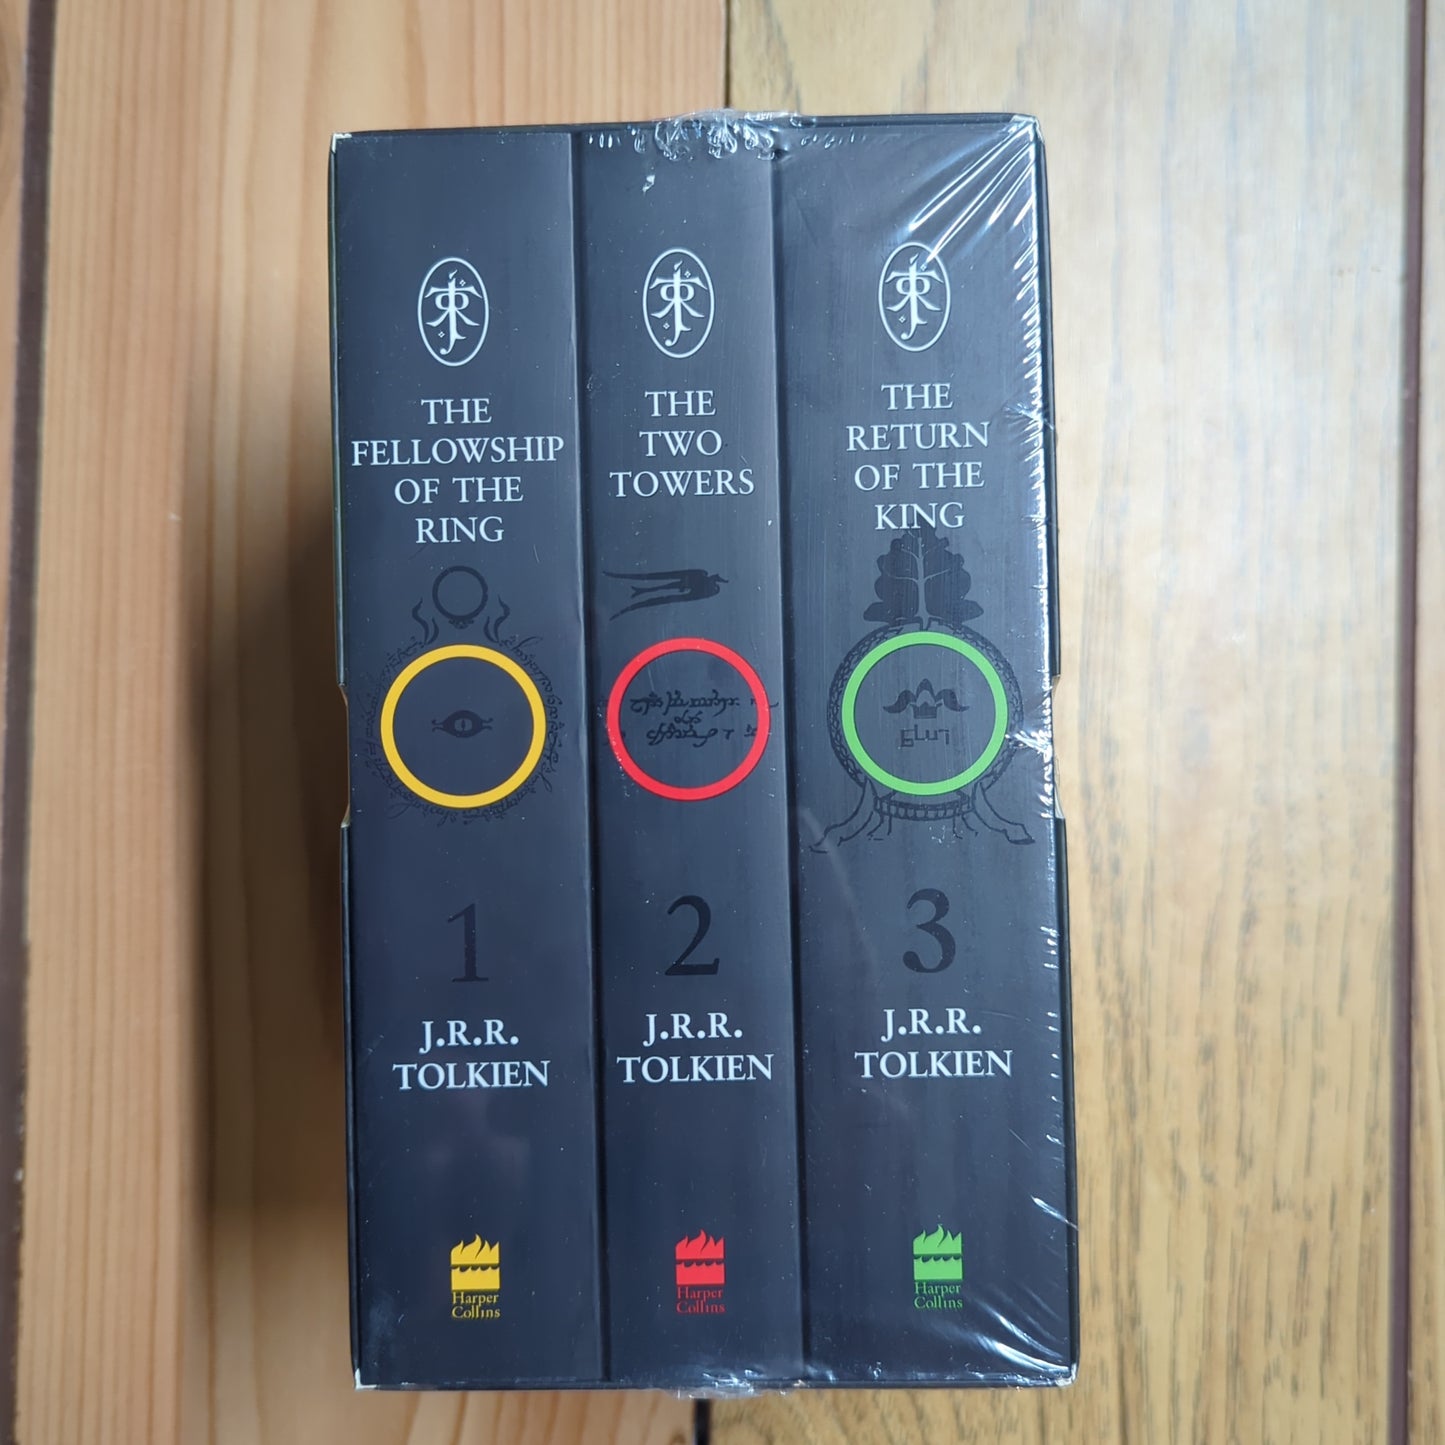 THE
FELLOWSHIP
OF THE
RING
1
J.R.R.
TOLKIEN
Harper
Collins
THE
TWO
TOWERS
2
J.R.R.
TOLKIEN
Harper
Collins
THE
RETURN
OF THE
KING
3
J.R.R.
TOLKIEN
Harper
Collins